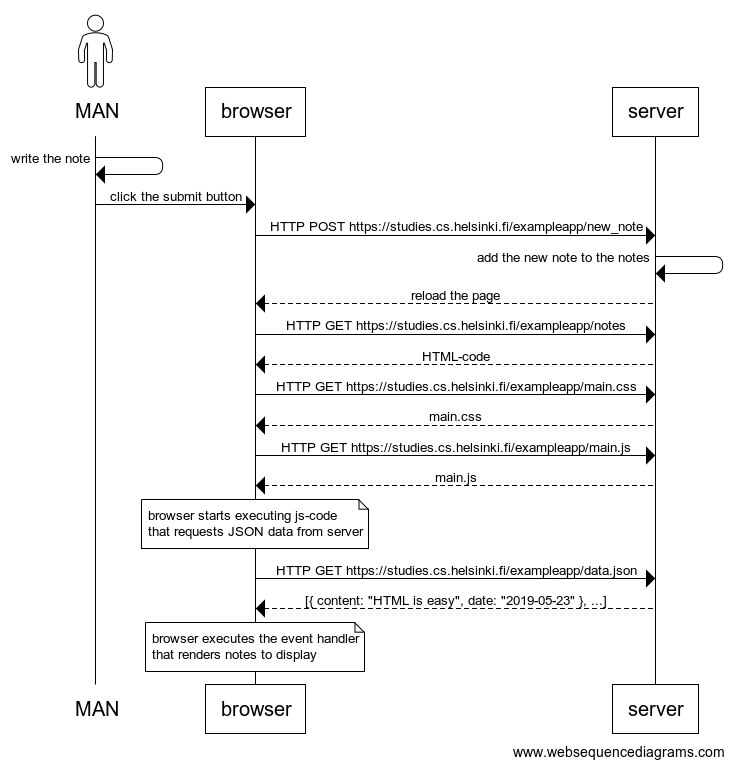 MAN
browser
server
write the note
click the submit button
HTTP POST https://studies.cs.helsinki.fi/exampleapp/new_note
add the new note to the notes
reload the page
HTTP GET https://studies.cs.helsinki.fi/exampleapp/notes
HTML-code
HTTP GET https://studies.cs.helsinki.fi/exampleapp/main.css
main.css
HTTP GET https://studies.cs.helsinki.fi/exampleapp/main.js
main.js
browser starts executing js-code
that requests JSON data from server
HTTP GET https://studies.cs.helsinki.fi/exampleapp/data.json
[{ content: "HTML is easy", date: "2019-05-23" }, ...]
browser executes the event handler
that renders notes to display
MAN
browser
server
www.websequencediagrams.com